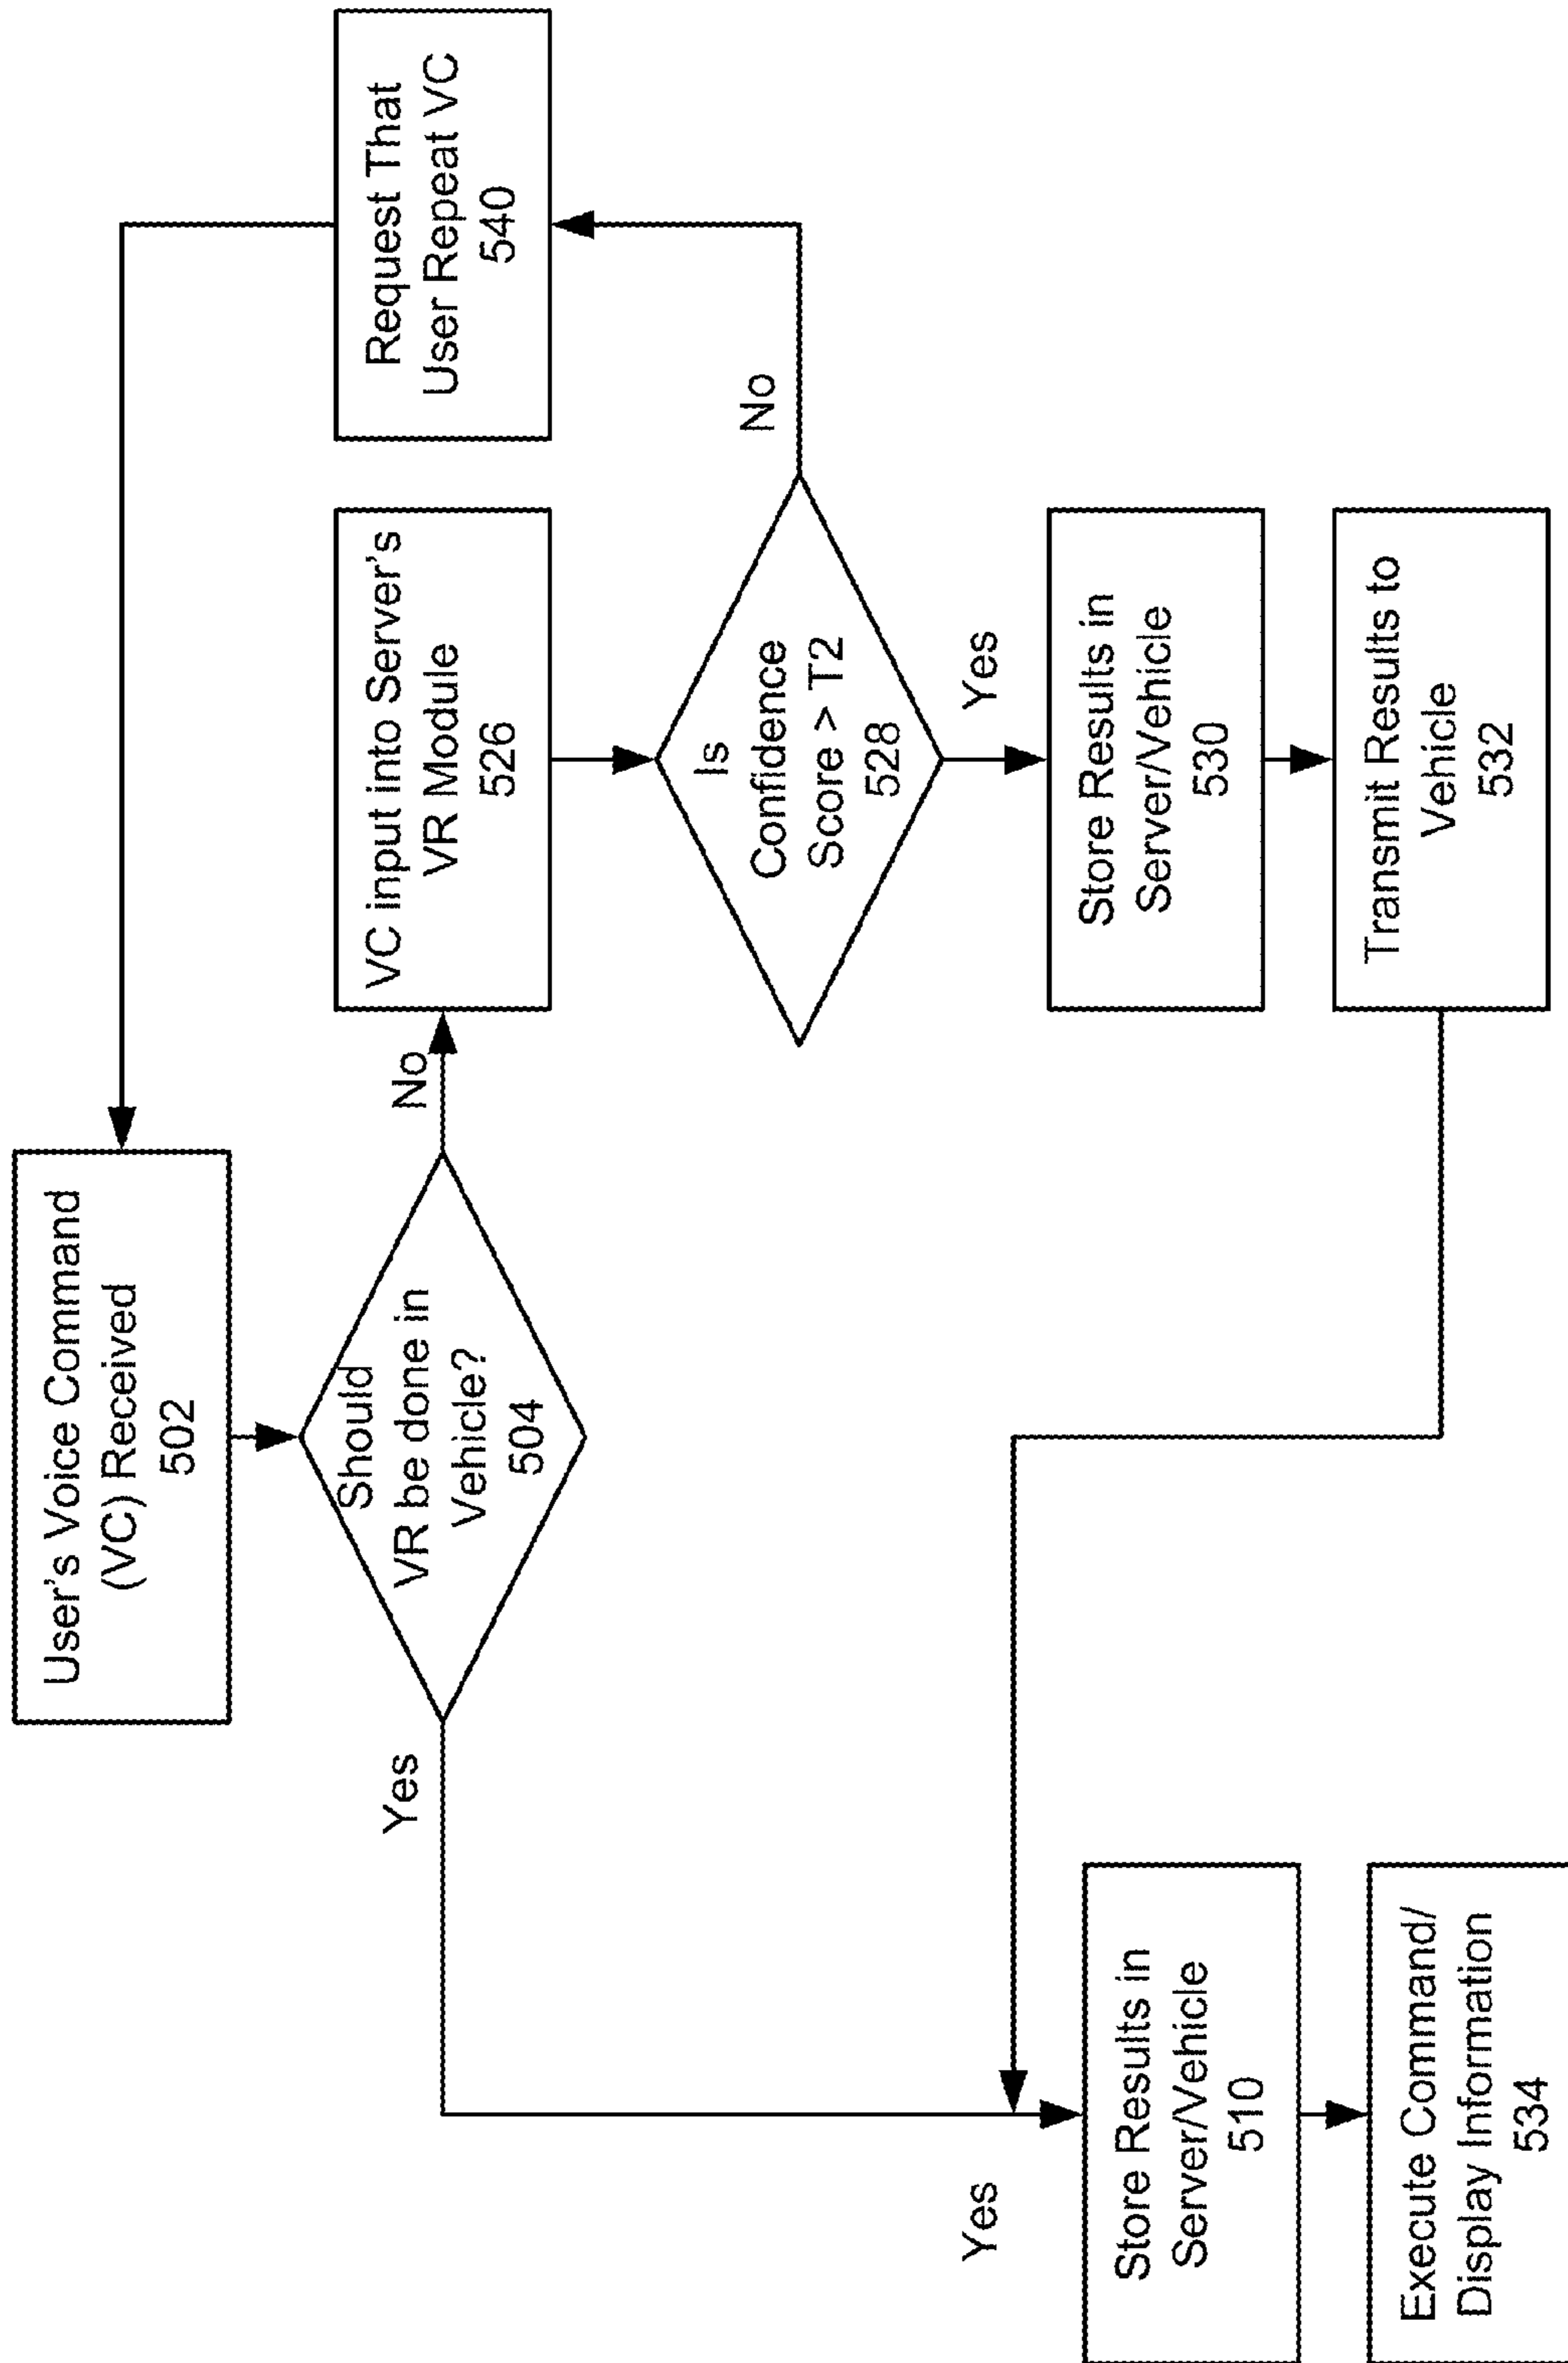 User's Voice Command
(VC) Received
502
Should
VR be done in
Vehicle?
504
Yes
No
VC input into Server's
VR Module
526
Request That
User Repeat VC
540
Is
Confidence
Score > T2
528
No
Yes
Store Results in
Server/Vehicle
530
Transmit Results to
Vehicle
532
Yes
Store Results in
Server/Vehicle
510
Execute Command/
Display Information
534